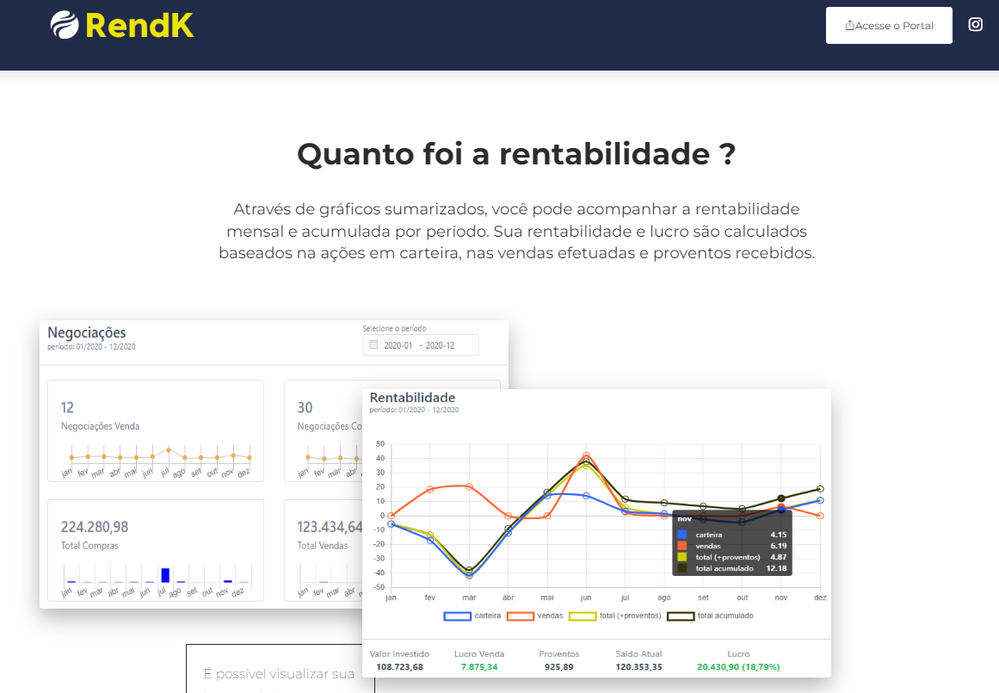 RendK
Acesse o Portal
Quanto foi a rentabilidade ?
Através de gráficos sumarizados, você pode acompanhar a rentabilidade
mensal e acumulada por período. Sua rentabilidade e lucro são calculados
baseados na ações em carteira, nas vendas efetuadas e proventos recebidos.
Negociações
período: 01/2020 - 12/2020
Selecione o período
2020-01 - 2020-12
12
Negociações Venda
jan fev mar abr mai jun jul ago set out nov dez
30
Negociações Co
jan fev mar abr
224.280,98
Total Compras
jan fev mar abr mai jun jul ago set out nov dez
123.434,64
Total Vendas
jan fev mar abr
Rentabilidade
período: 01/2020 - 12/2020
50
40
30
20
10
0
-10
-20
-30
-40
-50
jan fev mar abr mai jun jul ago set out nov dez
nov
carteira 4.15
vendas 6.19
total (+proventos) 4.87
total acumulado 12.18
carteira vendas total (+proventos) total acumulado
Valor Investido Lucro Venda Proventos Saldo Atual Lucro
108.723,68 7.875,34 925,89 120.353,35 20.430,90 (18,79%)
É possível visualizar sua